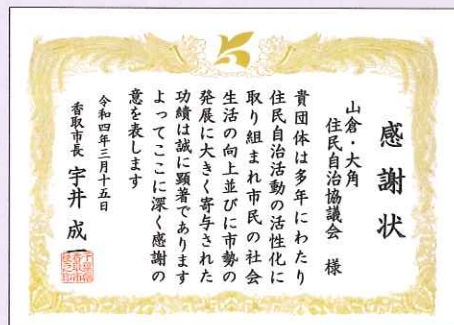 感謝状
山倉・大角
住民自治協議会 様
貴団体は多年にわたり
住民自治活動の活性化に
取り組まれ市民の社会
生活の向上並びに市勢の
発展に大きく寄与された
功績は誠に顕著であります
よってここに深く感謝の
意を表します
令和四年三月十五日
香取市長 宇井成一